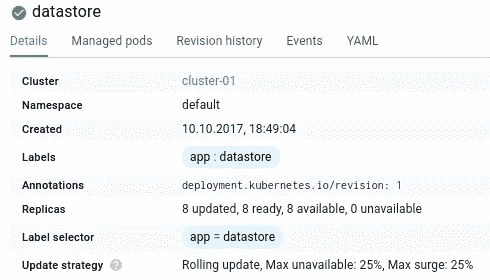 datastore
Details Managed pods Revision history Events YAML
Cluster cluster-01
Namespace default
Created 10.10.2017, 18:49:04
Labels app : datastore
Annotations deployment.kubernetes.io/revision: 1
Replicas 8 updated, 8 ready, 8 available, 0 unavailable
Label selector app = datastore
Update strategy ? Rolling update, Max unavailable: 25%, Max surge: 25%